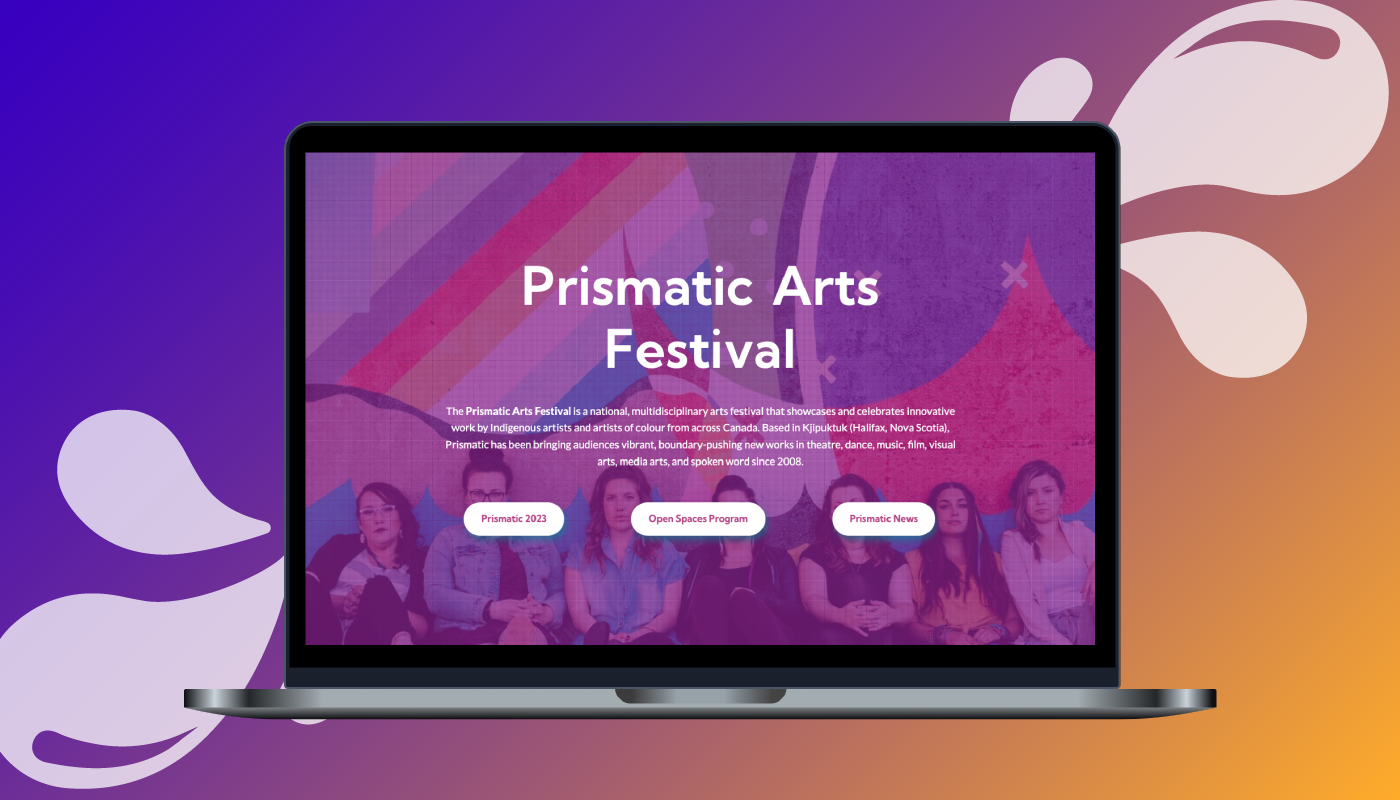 Prismatic Arts
Festival
The Prismatic Arts Festival is a national, multidisciplinary arts festival that showcases and celebrates innovative
work by Indigenous artists and artists of colour from across Canada. Based in Kjipuktuk (Halifax, Nova Scotia),
Prismatic has been bringing audiences vibrant, boundary-pushing new works in theatre, dance, music, film, visual
arts, media arts, and spoken word since 2008.
Prismatic 2023 Open Spaces Program Prismatic News